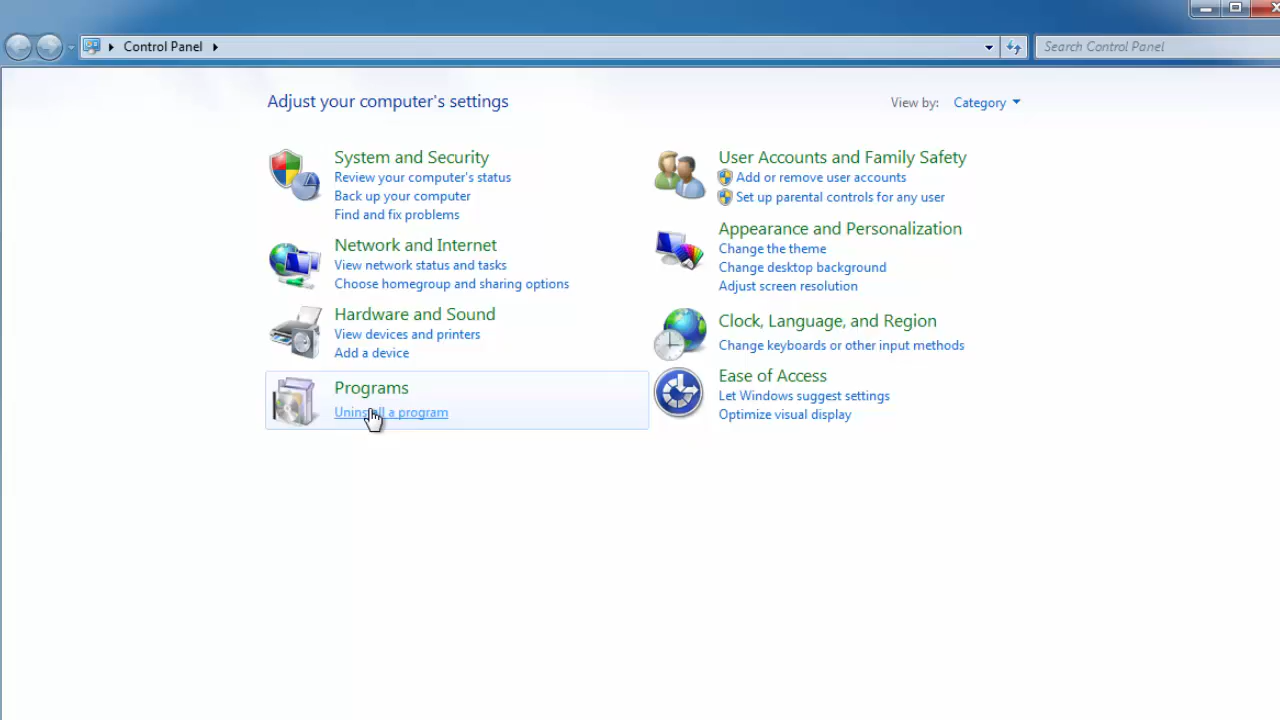 Control Panel
Search Control Panel
Adjust your computer's settings
View by: Category
System and Security
Review your computer's status
Back up your computer
Find and fix problems
Network and Internet
View network status and tasks
Choose homegroup and sharing options
Hardware and Sound
View devices and printers
Add a device
Programs
Uninstall a program
User Accounts and Family Safety
Add or remove user accounts
Set up parental controls for any user
Appearance and Personalization
Change the theme
Change desktop background
Adjust screen resolution
Clock, Language, and Region
Change keyboards or other input methods
Ease of Access
Let Windows suggest settings
Optimize visual display